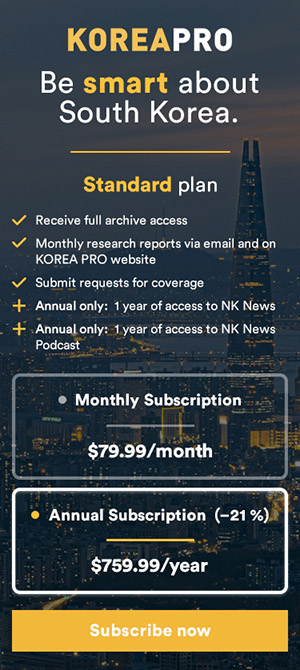 KOREAPRO
Be smart about
South Korea.
Standard plan
Receive full archive access
Monthly research reports via email and on
KOREA PRO website
Submit requests for coverage
Annual only: 1 year of access to NK News
Annual only: 1 year of access to NK News
Podcast
Monthly Subscription
$79.99/month
Annual Subscription (–21 %)
$759.99/year
Subscribe now